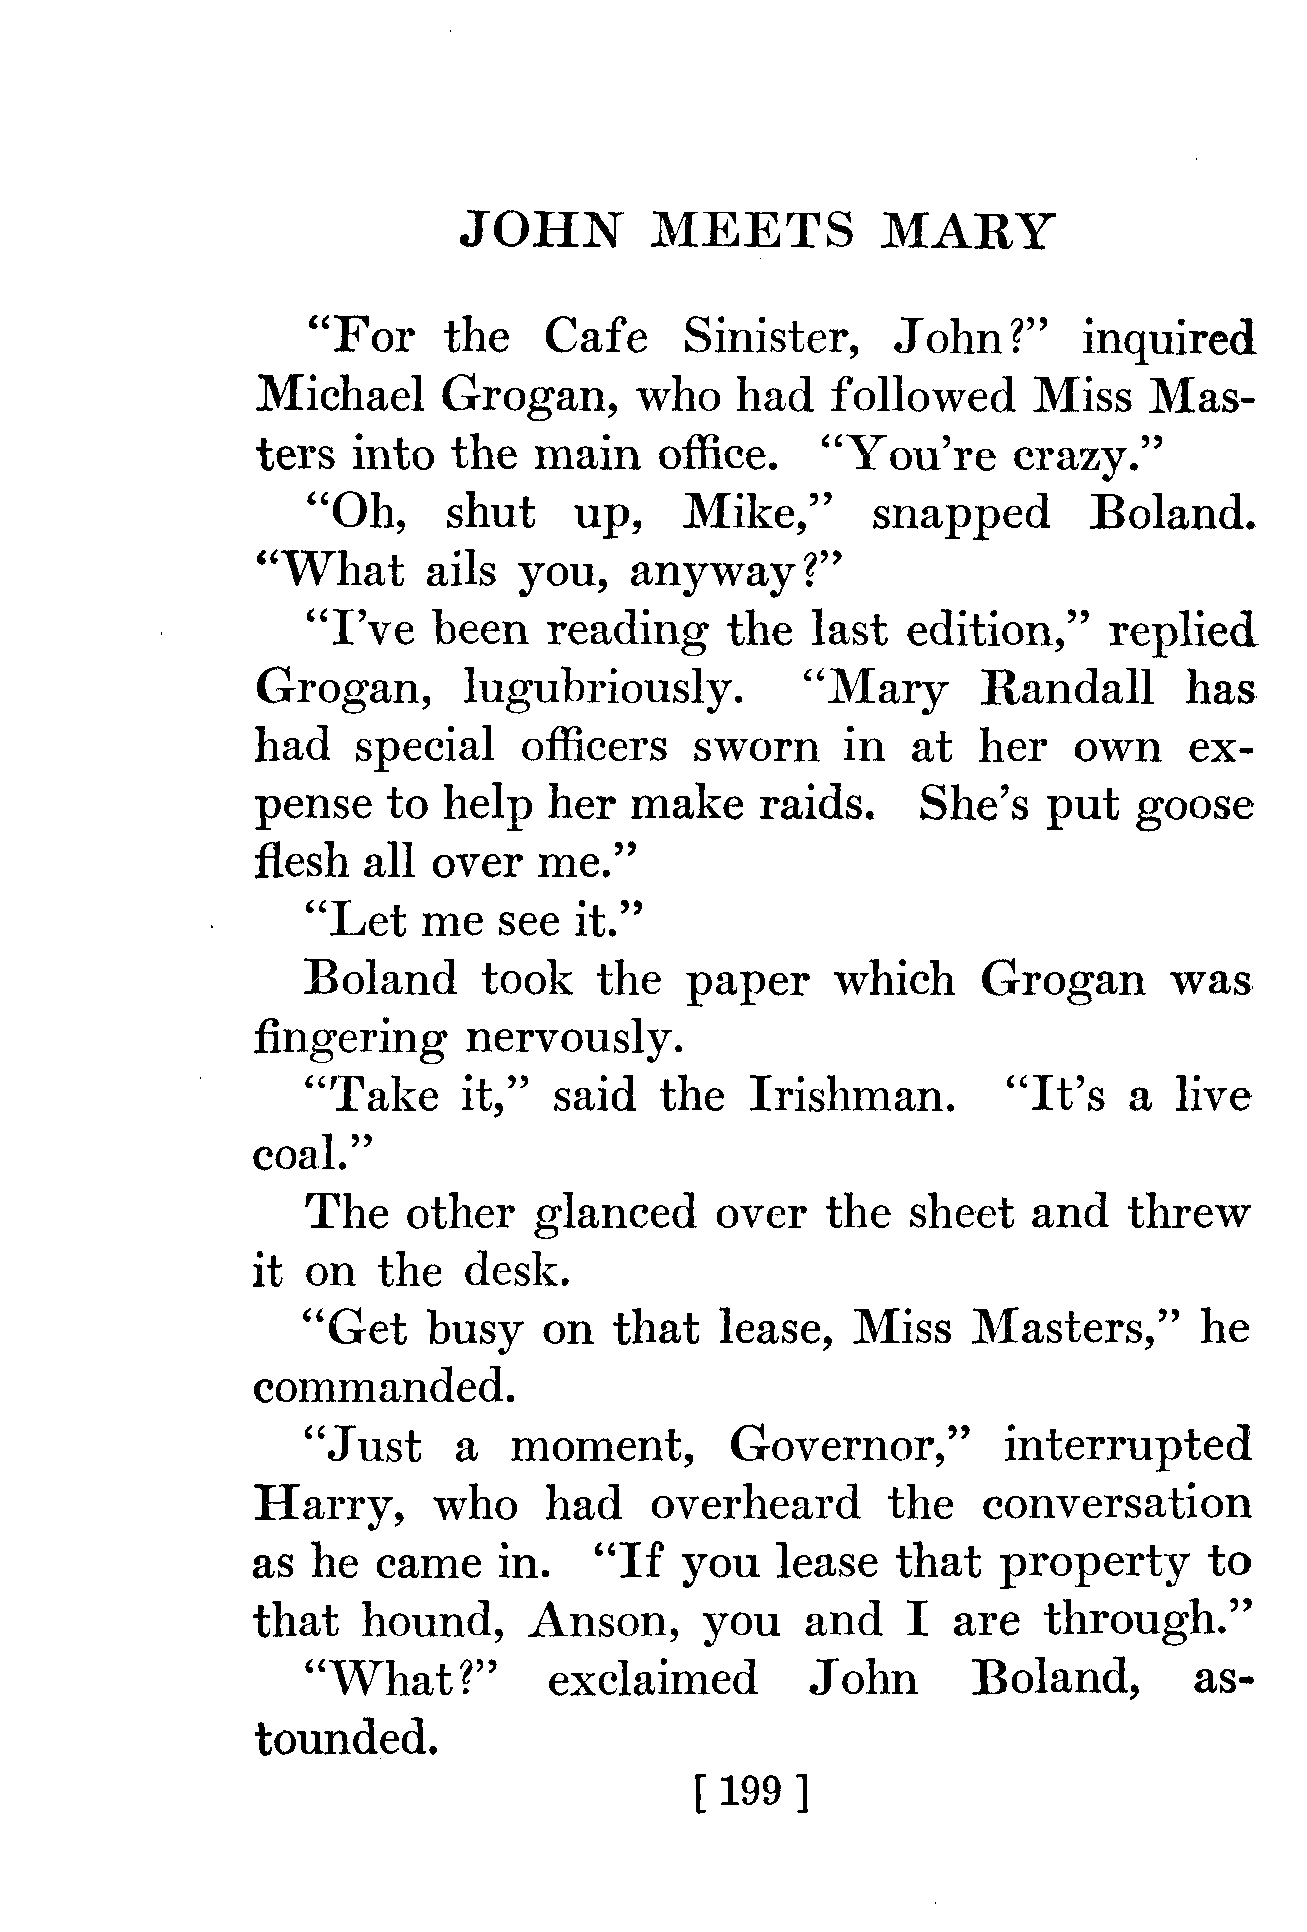 JOHN MEETS MARY
“For the Cafe Sinister, John?” inquired
Michael Grogan, who had followed Miss Mas-
ters into the main office. “You’re crazy.”
“Oh, shut up, Mike,” snapped Boland.
“What ails you, anyway?”
“I’ve been reading the last edition,” replied
Grogan, lugubriously. “Mary Randall has
had special officers sworn in at her own ex-
pense to help her make raids. She’s put goose
flesh all over me.”
“Let me see it.”
Boland took the paper which Grogan was
fingering nervously.
“Take it,” said the Irishman. “It’s a live
coal.”
The other glanced over the sheet and threw
it on the desk.
“Get busy on that lease, Miss Masters,” he
commanded.
“Just a moment, Governor,” interrupted
Harry, who had overheard the conversation
as he came in. “If you lease that property to
that hound, Anson, you and I are through.”
“What?” exclaimed John Boland, as-
tounded.
[ 199 ]